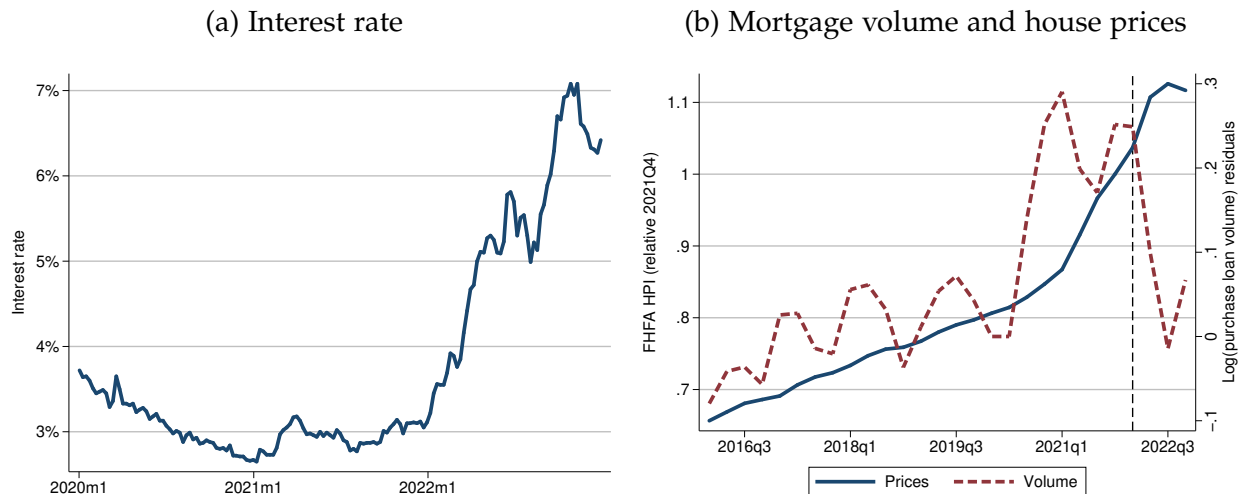 (a) Interest rate
7%
6%
5%
4%
3%
Interest rate
2020m1
2021m1
2022m1
(b) Mortgage volume and house prices
1.1
1
.9
.8
.7
FHFA HPI (relative 2021Q4)
.3
.2
.1
0
-.1
Log(purchase loan volume) residuals
2016q3
2018q1
2019q3
2021q1
2022q3
Prices
Volume